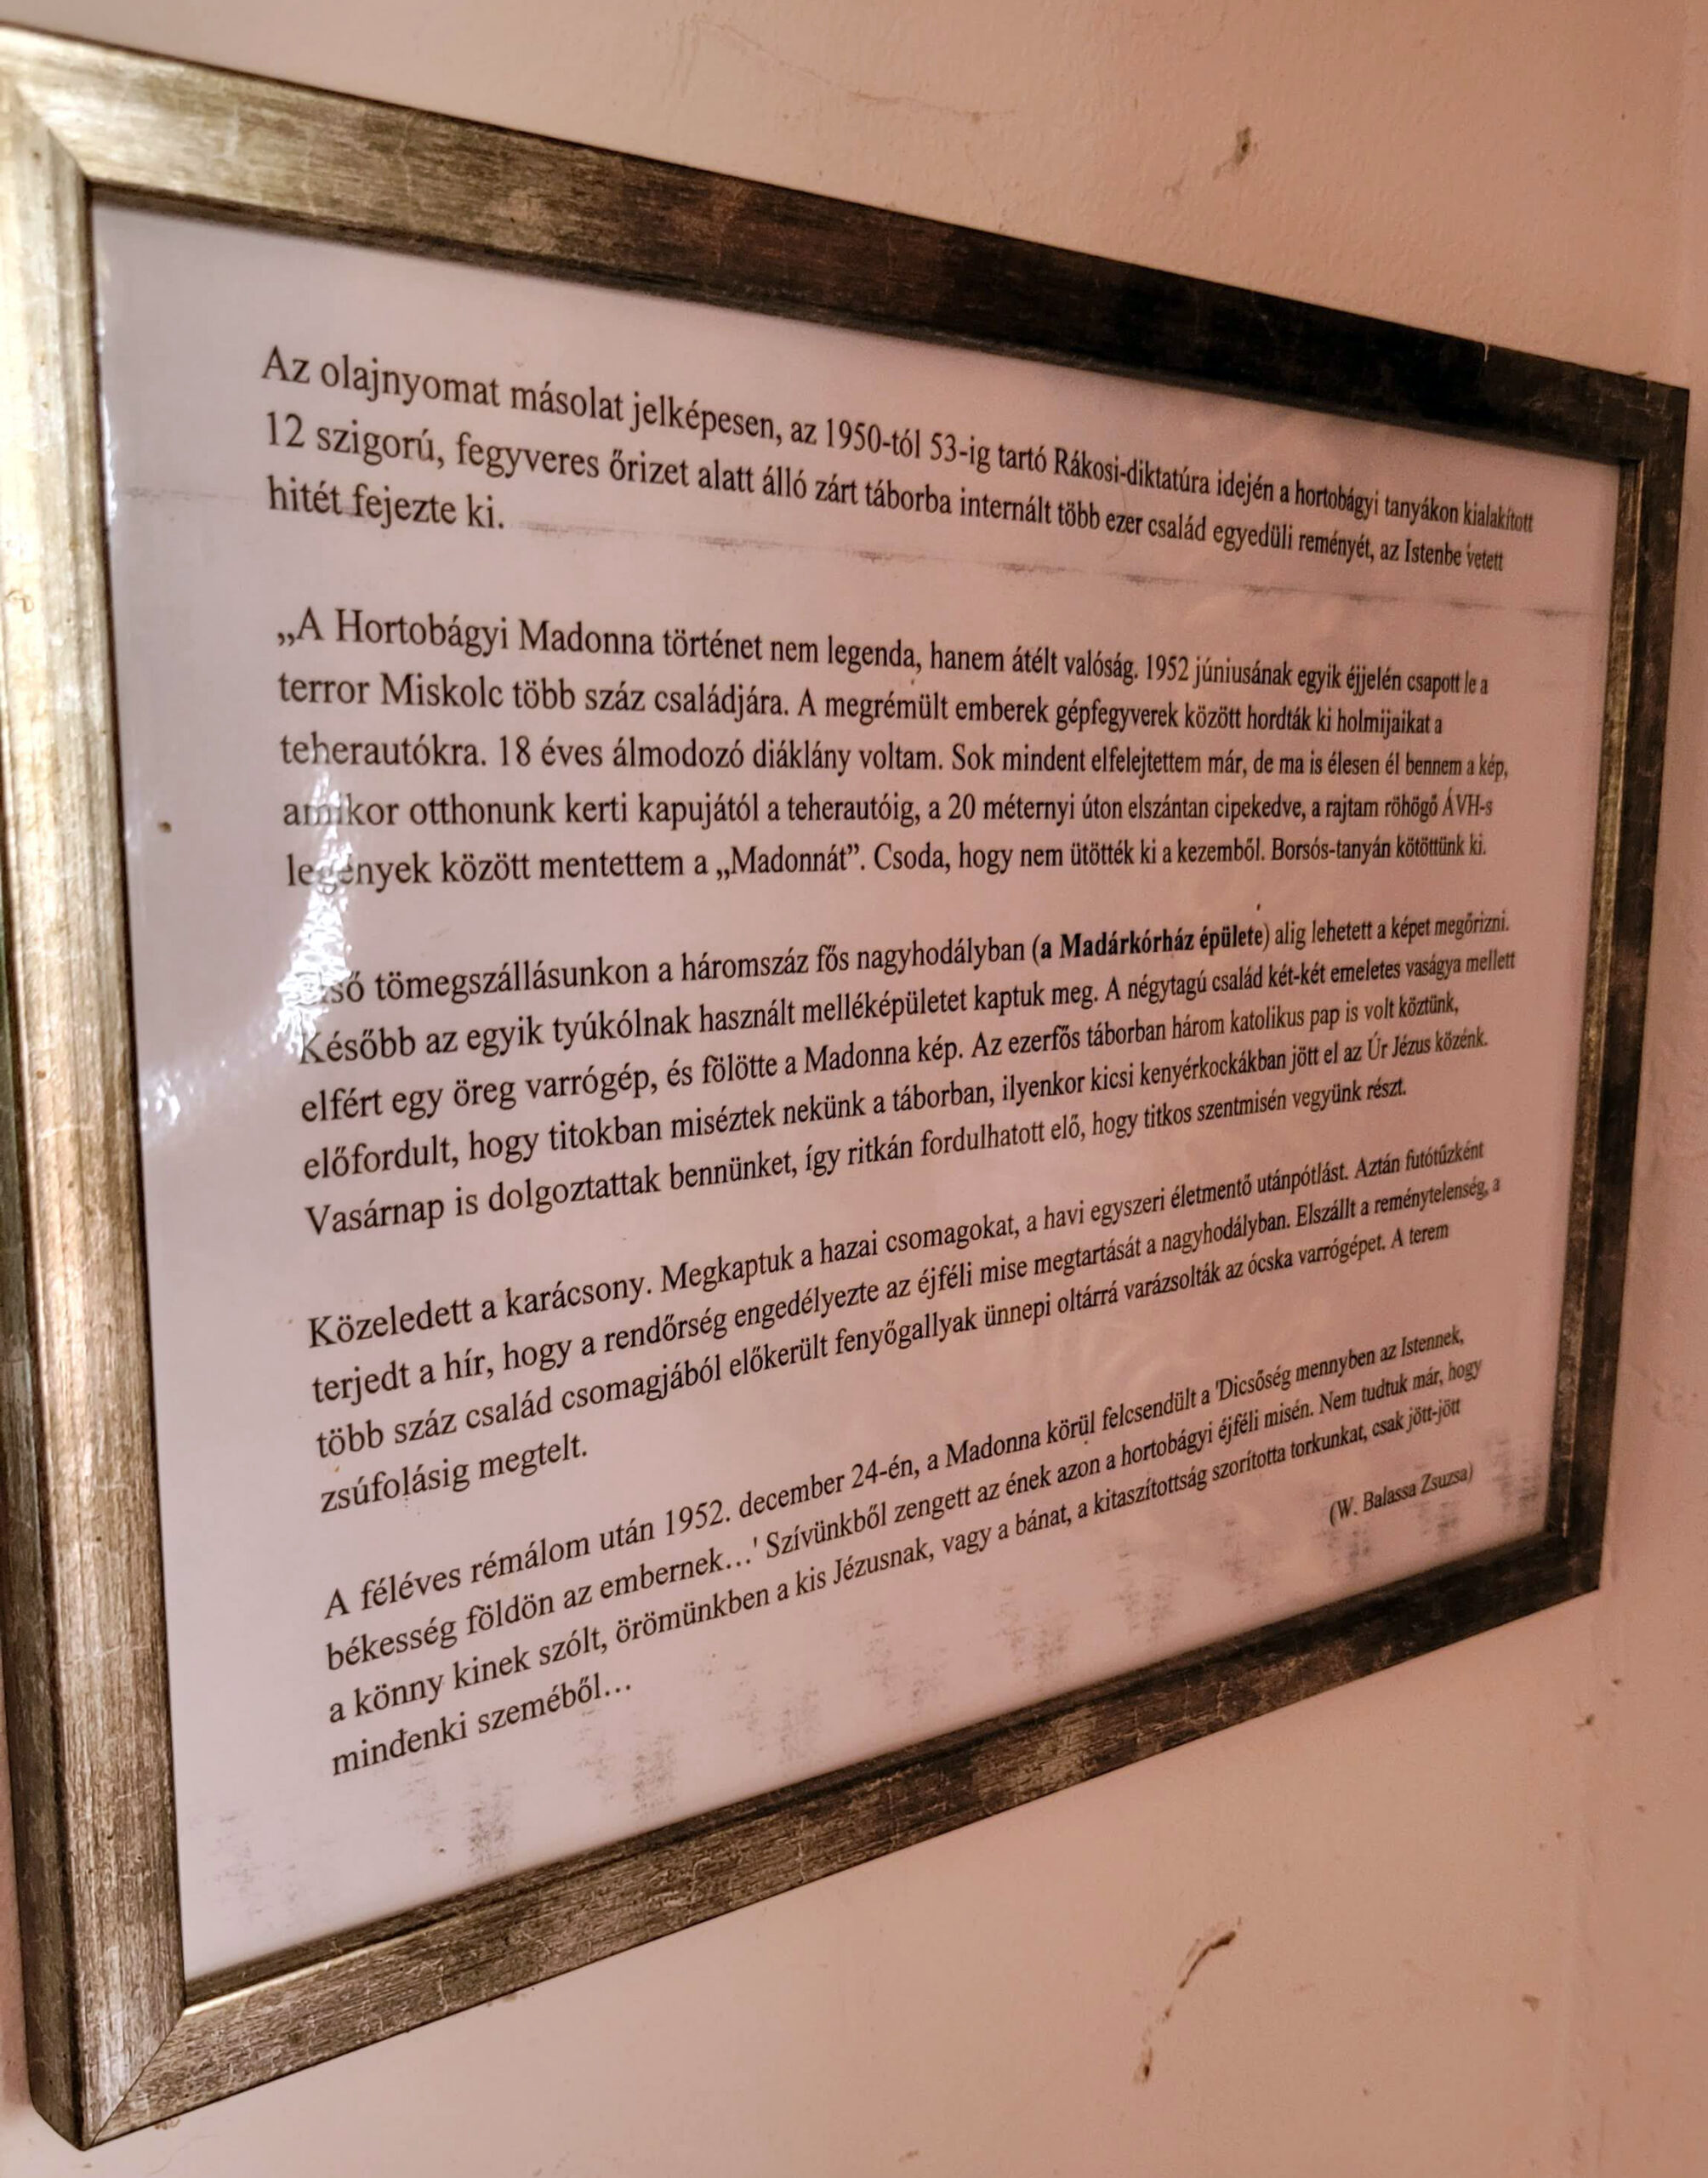 Az olajnyomat másolat jelképesen, az 1950-tól 53-ig tartó Rákosi-diktatúra idején a hortobágyi tanyákon kialakított
12 szigorú, fegyveres őrizet alatt álló zárt táborba internált több ezer család egyedüli reményét, az Istenbe vetett
hitét fejezte ki.
„A Hortobágyi Madonna történet nem legenda, hanem átélt valóság. 1952 júniusának egyik éjjelén csapott le a
terror Miskolc több száz családjára. A megrémült emberek gépfegyverek között hordták ki holmijaikat a
teherautókra. 18 éves álmodozó diáklány voltam. Sok mindent elfelejtettem már, de ma is élesen él bennem a kép,
amikor otthonunk kerti kapujától a teherautóig, a 20 méternyi úton elszántan cipekedve, a rajtam röhögő ÁVH-s
legények között mentettem a „Madonnát”. Csoda, hogy nem ütötték ki a kezemből. Borsós-tanyán kötöttünk ki.
Első tömegszállásunkon a háromszáz fős nagyhodályban (a Madárkórház épülete) alig lehetett a képet megőrizni.
Később az egyik tyúkólnak használt melléképületet kaptuk meg. A négytagú család két-két emeletes vaságya mellett
elfért egy öreg varrógép, és fölötte a Madonna kép. Az ezerfős táborban három katolikus pap is volt köztünk,
előfordult, hogy titokban miséztek nekünk a táborban, ilyenkor kicsi kenyérkockákban jött el az Úr Jézus közénk.
Vasárnap is dolgoztattak bennünket, így ritkán fordulhatott elő, hogy titkos szentmisén vegyünk részt.
Közeledett a karácsony. Megkaptuk a hazai csomagokat, a havi egyszeri életmentő utánpótlást. Aztán futótűzként
terjedt a hír, hogy a rendőrség engedélyezte az éjféli mise megtartását a nagyhodályban. Elszállt a reménytelenség, a
több száz család csomagjából előkerült fenyőgallyak ünnepi oltárrá varázsolták az ócska varrógépet. A terem
zsúfolásig megtelt.
A féléves rémálom után 1952. december 24-én, a Madonna körül felcsendült a 'Dicsőség mennyben az Istennek,
békesség földön az embernek…' Szívünkből zengett az ének azon a hortobágyi éjféli misén. Nem tudtuk már, hogy
a könny kinek szólt, örömünkben a kis Jézusnak, vagy a bánat, a kitaszítottság szorította torkunkat, csak jött-jött
mindenki szeméből…
(W. Balassa Zsuzsa)